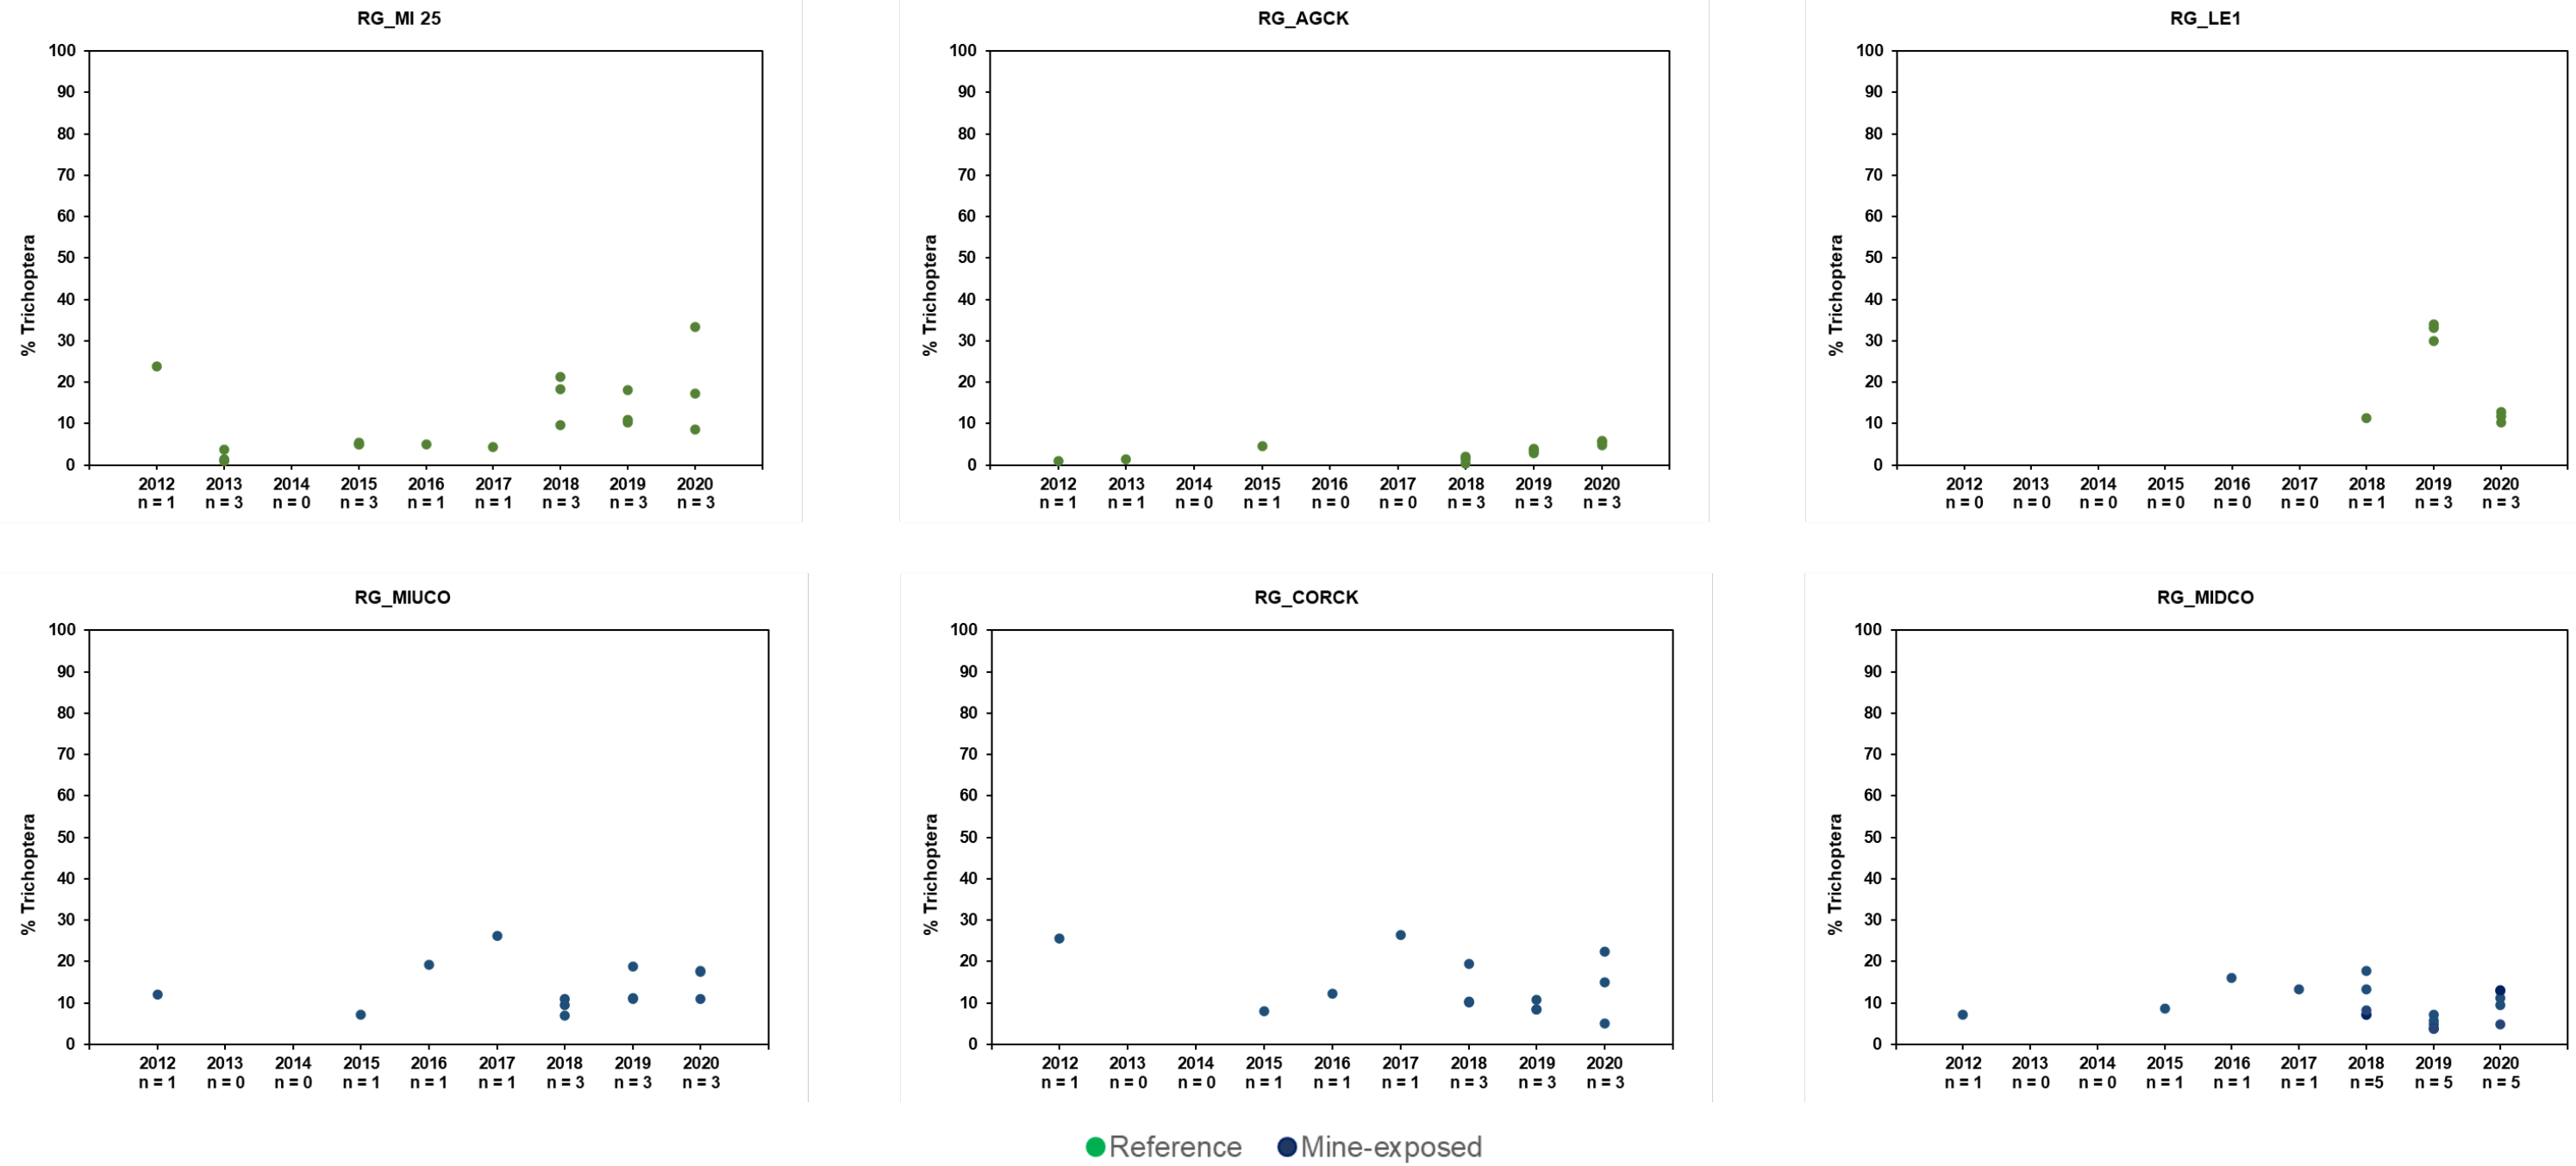 RG_MI 25
100
90
80
70
60
50
40
30
20
10
0
% Trichoptera
2012 2013 2014 2015 2016 2017 2018 2019 2020
n = 1 n = 3 n = 0 n = 3 n = 1 n = 1 n = 3 n = 3 n = 3
RG_AGCK
100
90
80
70
60
50
40
30
20
10
0
% Trichoptera
2012 2013 2014 2015 2016 2017 2018 2019 2020
n = 1 n = 1 n = 0 n = 1 n = 0 n = 0 n = 3 n = 3 n = 3
RG_LE1
100
90
80
70
60
50
40
30
20
10
0
% Trichoptera
2012 2013 2014 2015 2016 2017 2018 2019 2020
n = 0 n = 0 n = 0 n = 0 n = 0 n = 0 n = 1 n = 3 n = 3
RG_MIUCO
100
90
80
70
60
50
40
30
20
10
0
% Trichoptera
2012 2013 2014 2015 2016 2017 2018 2019 2020
n = 1 n = 0 n = 0 n = 1 n = 1 n = 1 n = 3 n = 3 n = 3
RG_CORCK
100
90
80
70
60
50
40
30
20
10
0
% Trichoptera
2012 2013 2014 2015 2016 2017 2018 2019 2020
n = 1 n = 0 n = 0 n = 1 n = 1 n = 1 n = 3 n = 3 n = 3
RG_MIDCO
100
90
80
70
60
50
40
30
20
10
0
% Trichoptera
2012 2013 2014 2015 2016 2017 2018 2019 2020
n = 1 n = 0 n = 0 n = 1 n = 1 n = 1 n =5 n = 5 n = 5
Reference Mine-exposed